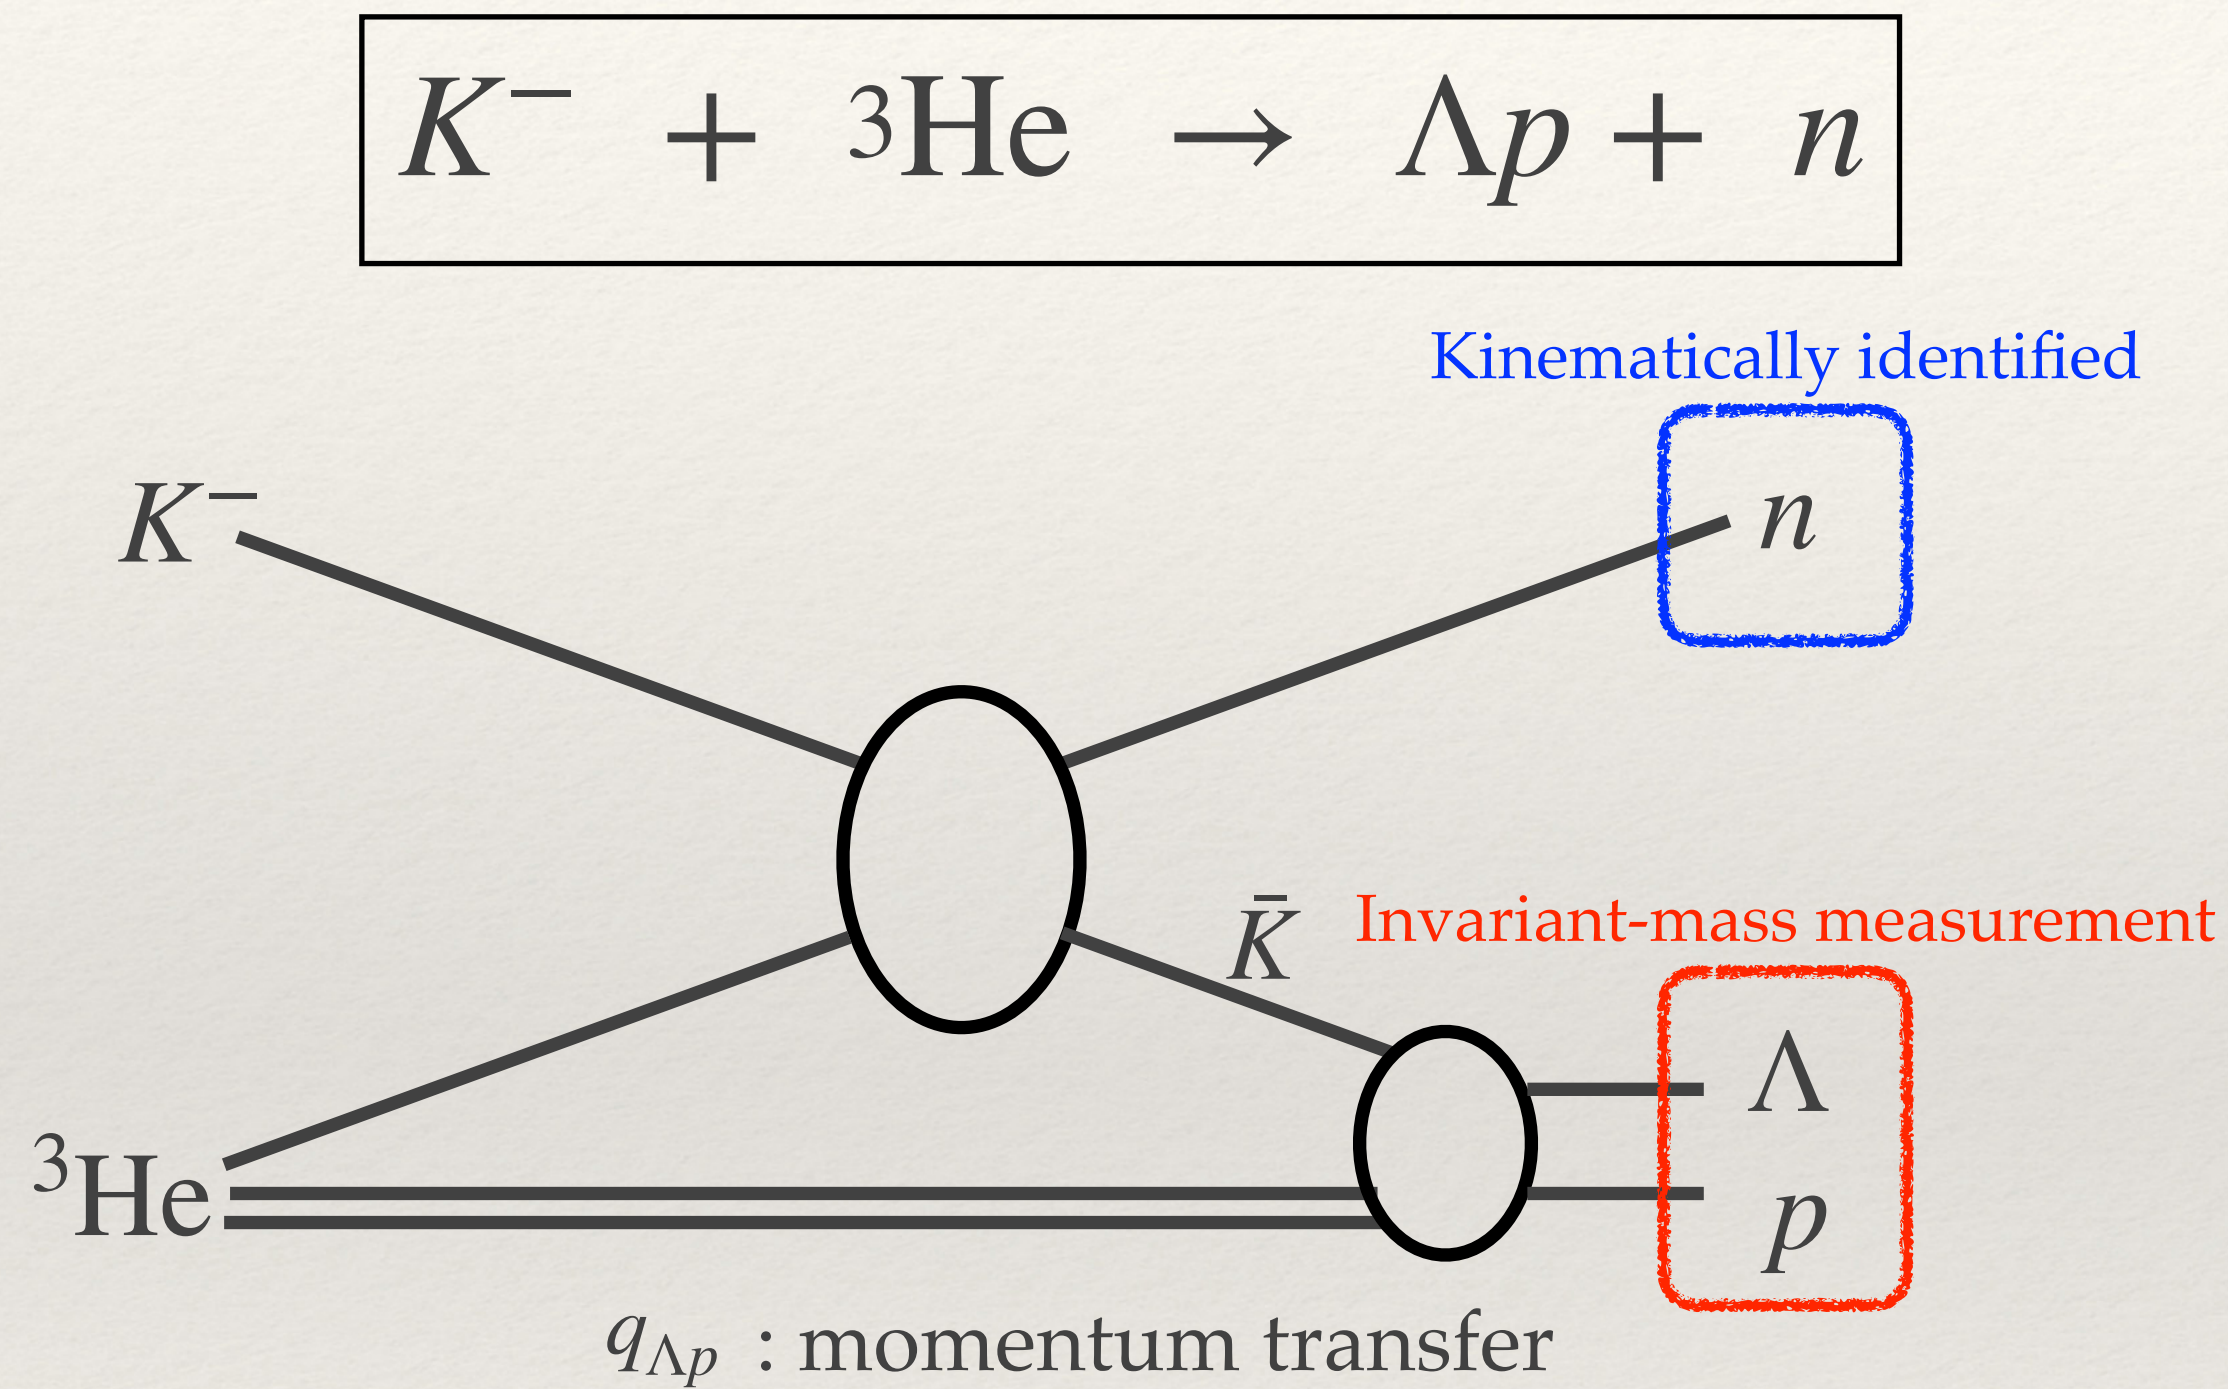 K⁻ + ³He → Λp + n
Kinematically identified
K⁻
n
K̄
Invariant-mass measurement
Λ
³He
p
q_Λp : momentum transfer